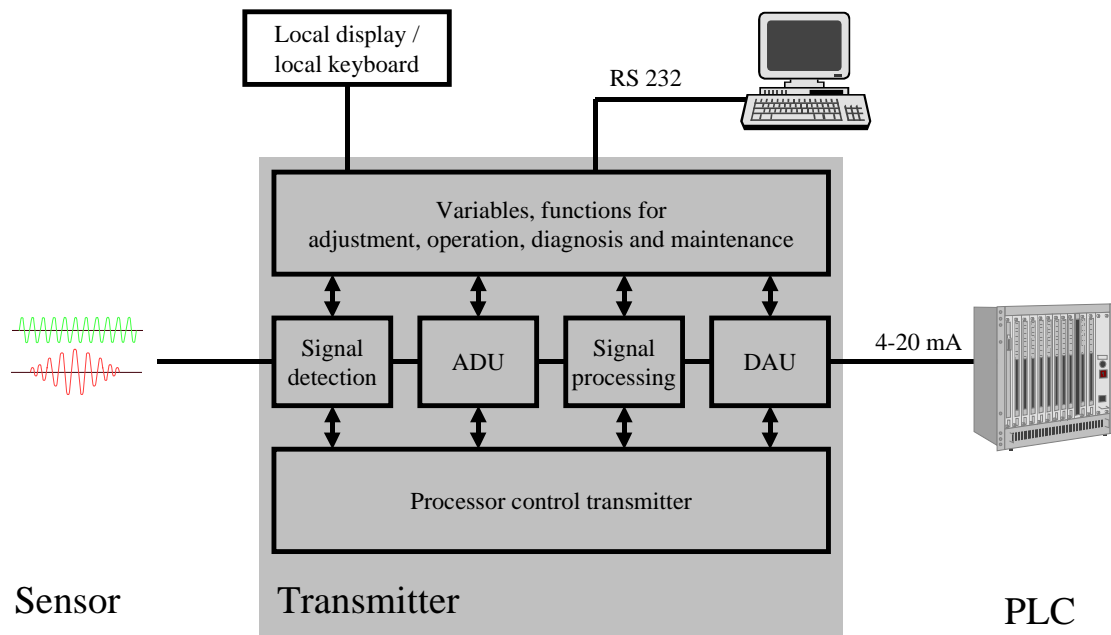 Local display /
local keyboard
RS 232
Variables, functions for
adjustment, operation, diagnosis and maintenance
Signal
detection
ADU
Signal
processing
DAU
4-20 mA
Processor control transmitter
Sensor
Transmitter
PLC